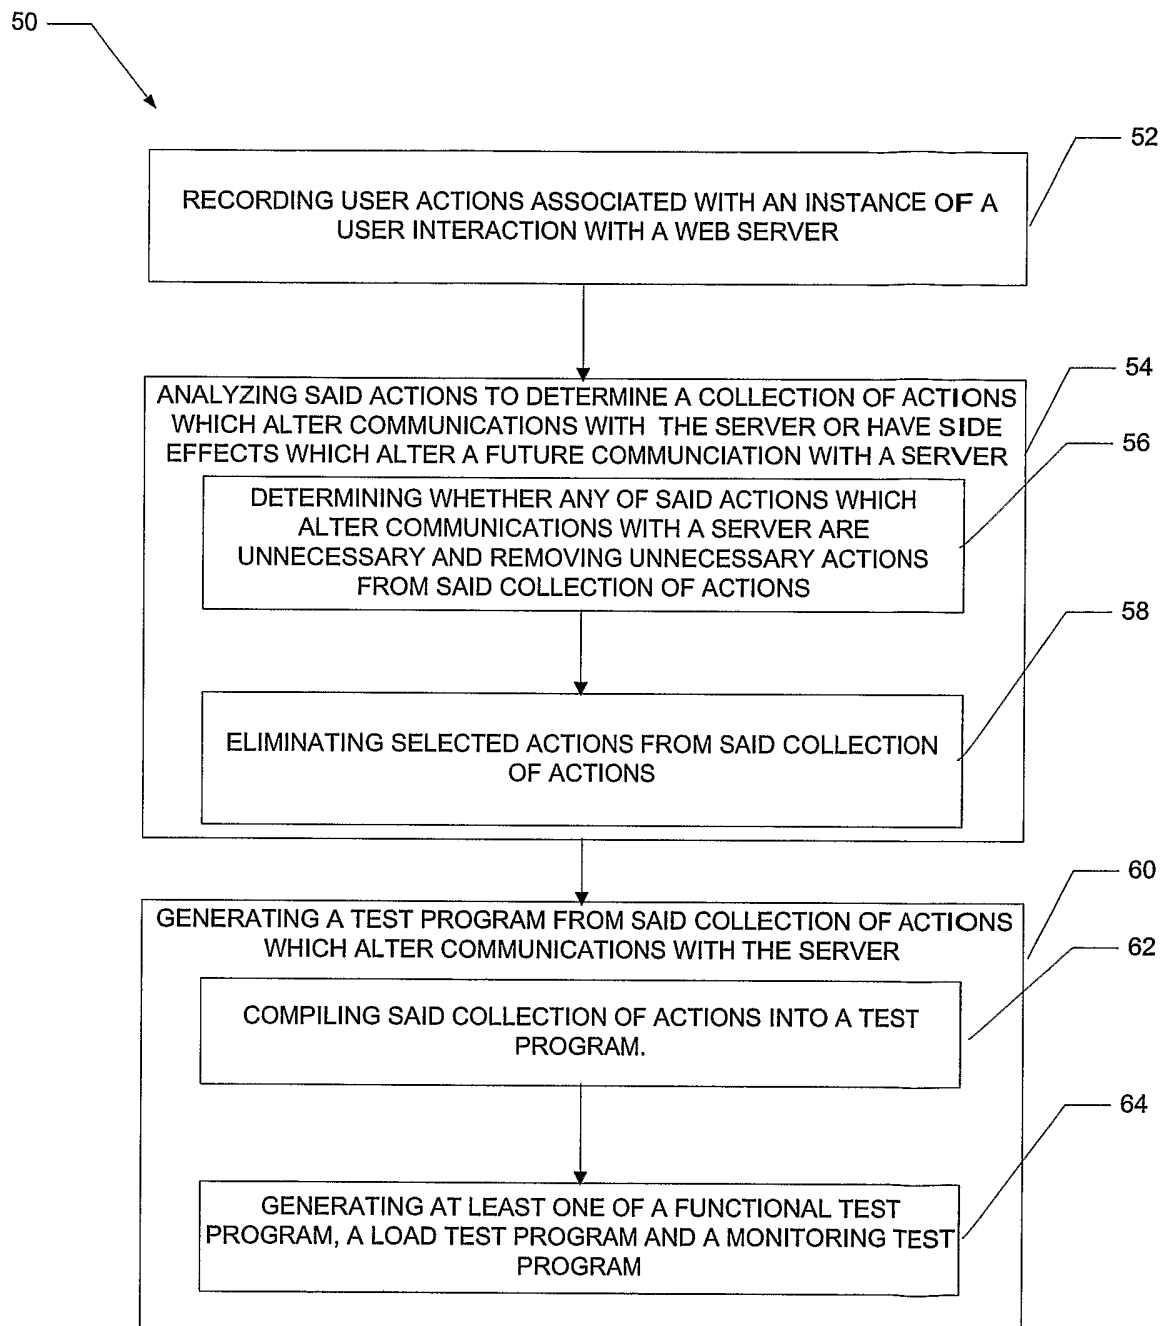 50
52
RECORDING USER ACTIONS ASSOCIATED WITH AN INSTANCE OF A
USER INTERACTION WITH A WEB SERVER
54
ANALYZING SAID ACTIONS TO DETERMINE A COLLECTION OF ACTIONS
WHICH ALTER COMMUNICATIONS WITH THE SERVER OR HAVE SIDE
EFFECTS WHICH ALTER A FUTURE COMMUNCIATION WITH A SERVER
56
DETERMINING WHETHER ANY OF SAID ACTIONS WHICH
ALTER COMMUNICATIONS WITH A SERVER ARE
UNNECESSARY AND REMOVING UNNECESSARY ACTIONS
FROM SAID COLLECTION OF ACTIONS
58
ELIMINATING SELECTED ACTIONS FROM SAID COLLECTION
OF ACTIONS
60
GENERATING A TEST PROGRAM FROM SAID COLLECTION OF ACTIONS
WHICH ALTER COMMUNICATIONS WITH THE SERVER
62
COMPILING SAID COLLECTION OF ACTIONS INTO A TEST
PROGRAM.
64
GENERATING AT LEAST ONE OF A FUNCTIONAL TEST
PROGRAM, A LOAD TEST PROGRAM AND A MONITORING TEST
PROGRAM